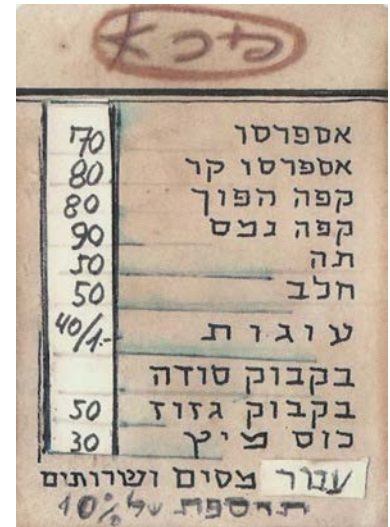 אספרסו 70
אספרסו קר 80
קפה הפוך 80
קפה נמס 90
תה 50
חלב 50
עוגות 40/1.-
בקבוק סודה
בקבוק גזוז 50
כוס מיץ 30
עבור מסים ושרותים
תוספת של 10%